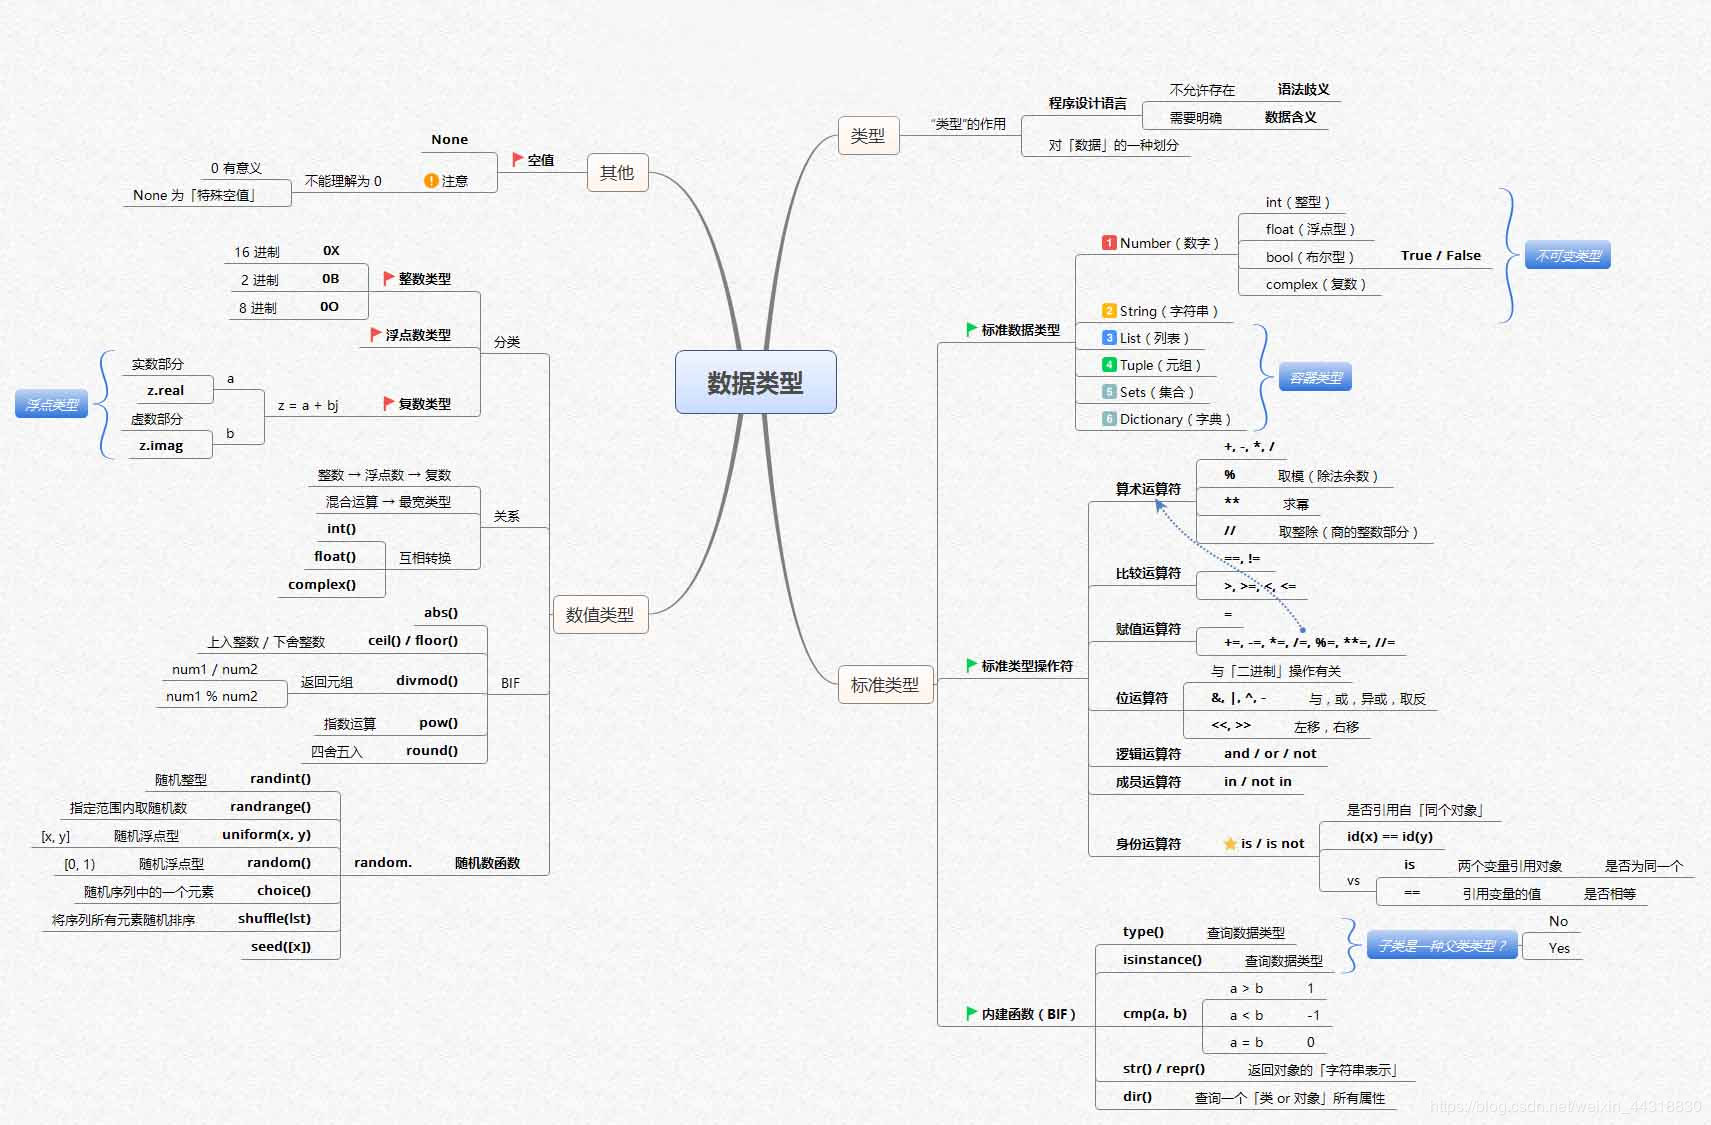 数据类型
类型
“类型”的作用
程序设计语言
不允许存在 语法歧义
需要明确 数据含义
对「数据」的一种划分
标准类型
标准数据类型
1 Number（数字）
int（整型）
float（浮点型）
bool（布尔型） True / False
complex（复数）
2 String（字符串）
不可变类型
3 List（列表）
4 Tuple（元组）
5 Sets（集合）
6 Dictionary（字典）
容器类型
标准类型操作符
算术运算符
+, -, *, /
% 取模（除法余数）
** 求幂
// 取整除（商的整数部分）
比较运算符
==, !=
>, >=, <, <=
赋值运算符
=
+=, -=, *=, /=, %=, **=, //=
位运算符
与「二进制」操作有关
&, |, ^, - 与，或，异或，取反
<<, >> 左移，右移
逻辑运算符 and / or / not
成员运算符 in / not in
身份运算符 is / is not
是否引用自「同个对象」
id(x) == id(y)
vs
is 两个变量引用对象 是否为同一个
== 引用变量的值 是否相等
内建函数（BIF）
type() 查询数据类型
isinstance() 查询数据类型
子类是一种父类类型？
No
Yes
cmp(a, b)
a > b 1
a < b -1
a = b 0
str() / repr() 返回对象的「字符串表示」
dir() 查询一个「类 or 对象」所有属性
其他
空值
None
注意 不能理解为 0
0 有意义
None 为「特殊空值」
数值类型
分类
整数类型
0X 16 进制
0B 2 进制
0O 8 进制
浮点数类型
复数类型
z = a + bj
a
实数部分
z.real
b
虚数部分
z.imag
浮点类型
关系
整数 → 浮点数 → 复数
混合运算 → 最宽类型
互相转换
int()
float()
complex()
BIF
abs()
ceil() / floor() 上入整数 / 下舍整数
divmod() 返回元组
num1 / num2
num1 % num2
pow() 指数运算
round() 四舍五入
随机数函数
random.
randint() 随机整型
randrange() 指定范围内取随机数
uniform(x, y) 随机浮点型 [x, y]
random() 随机浮点型 [0, 1)
choice() 随机序列中的一个元素
shuffle(lst) 将序列所有元素随机排序
seed([x])
https://blog.csdn.net/weixin_44318830